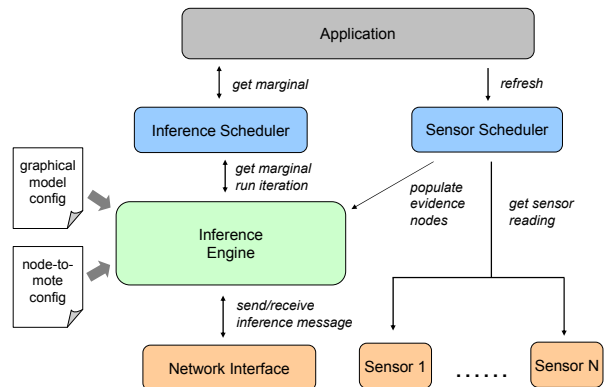 Application
get marginal
refresh
Inference Scheduler
Sensor Scheduler
graphical
model
config
get marginal
run iteration
populate
evidence
nodes
get sensor
reading
Inference
Engine
node-to-
mote
config
send/receive
inference message
Network Interface
Sensor 1
......
Sensor N